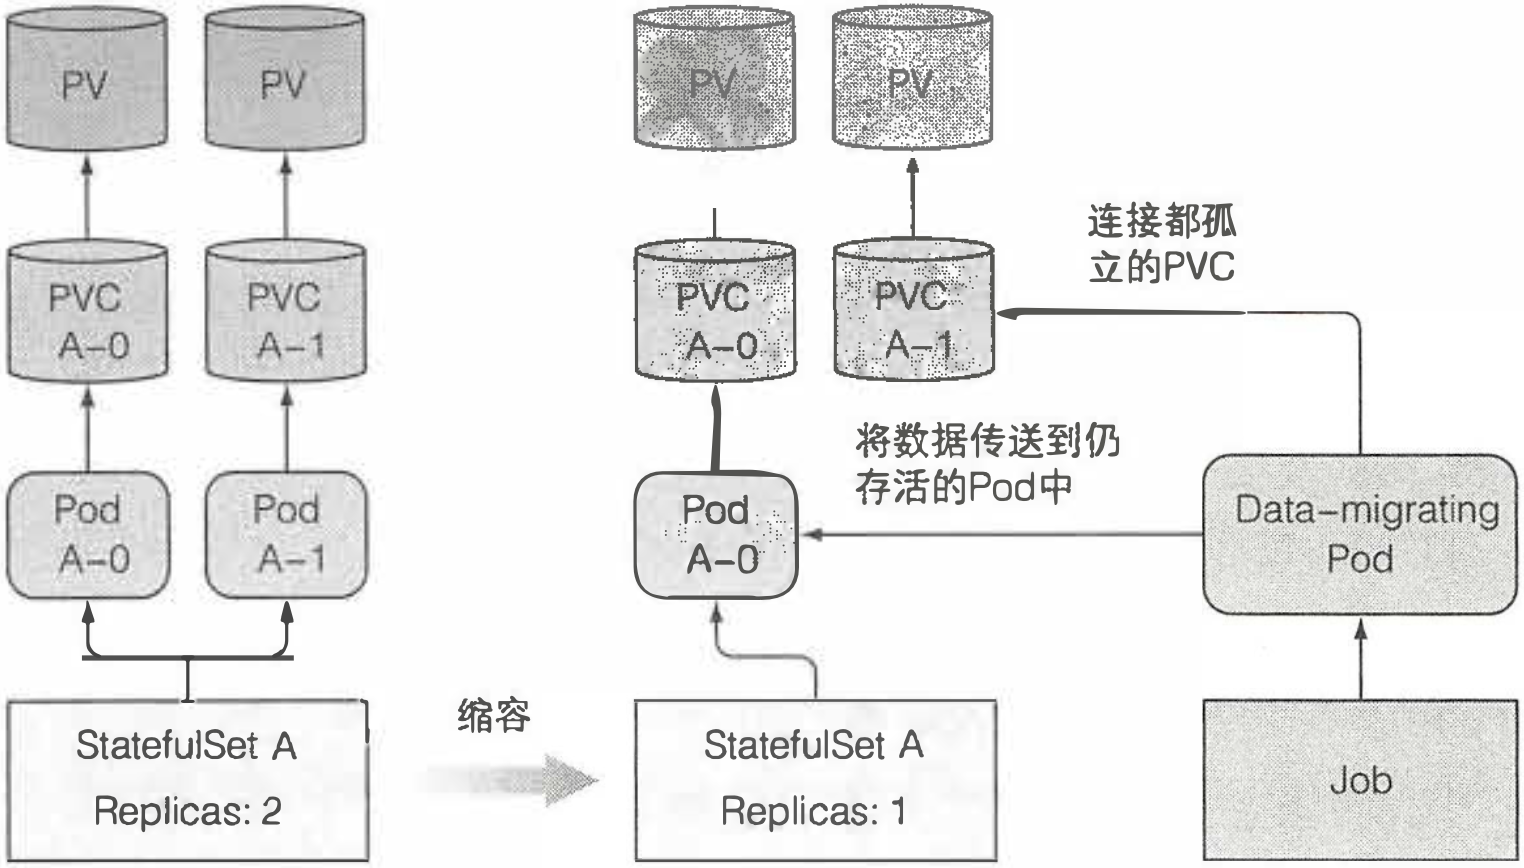 PV
PV
PVC
A-0
PVC
A-1
Pod
A-0
Pod
A-1
StatefulSet A
Replicas: 2
缩容
PV
PV
PVC
A-0
PVC
A-1
连接都孤
立的PVC
将数据传送到仍
存活的Pod中
Pod
A-0
Data-migrating
Pod
StatefulSet A
Replicas: 1
Job